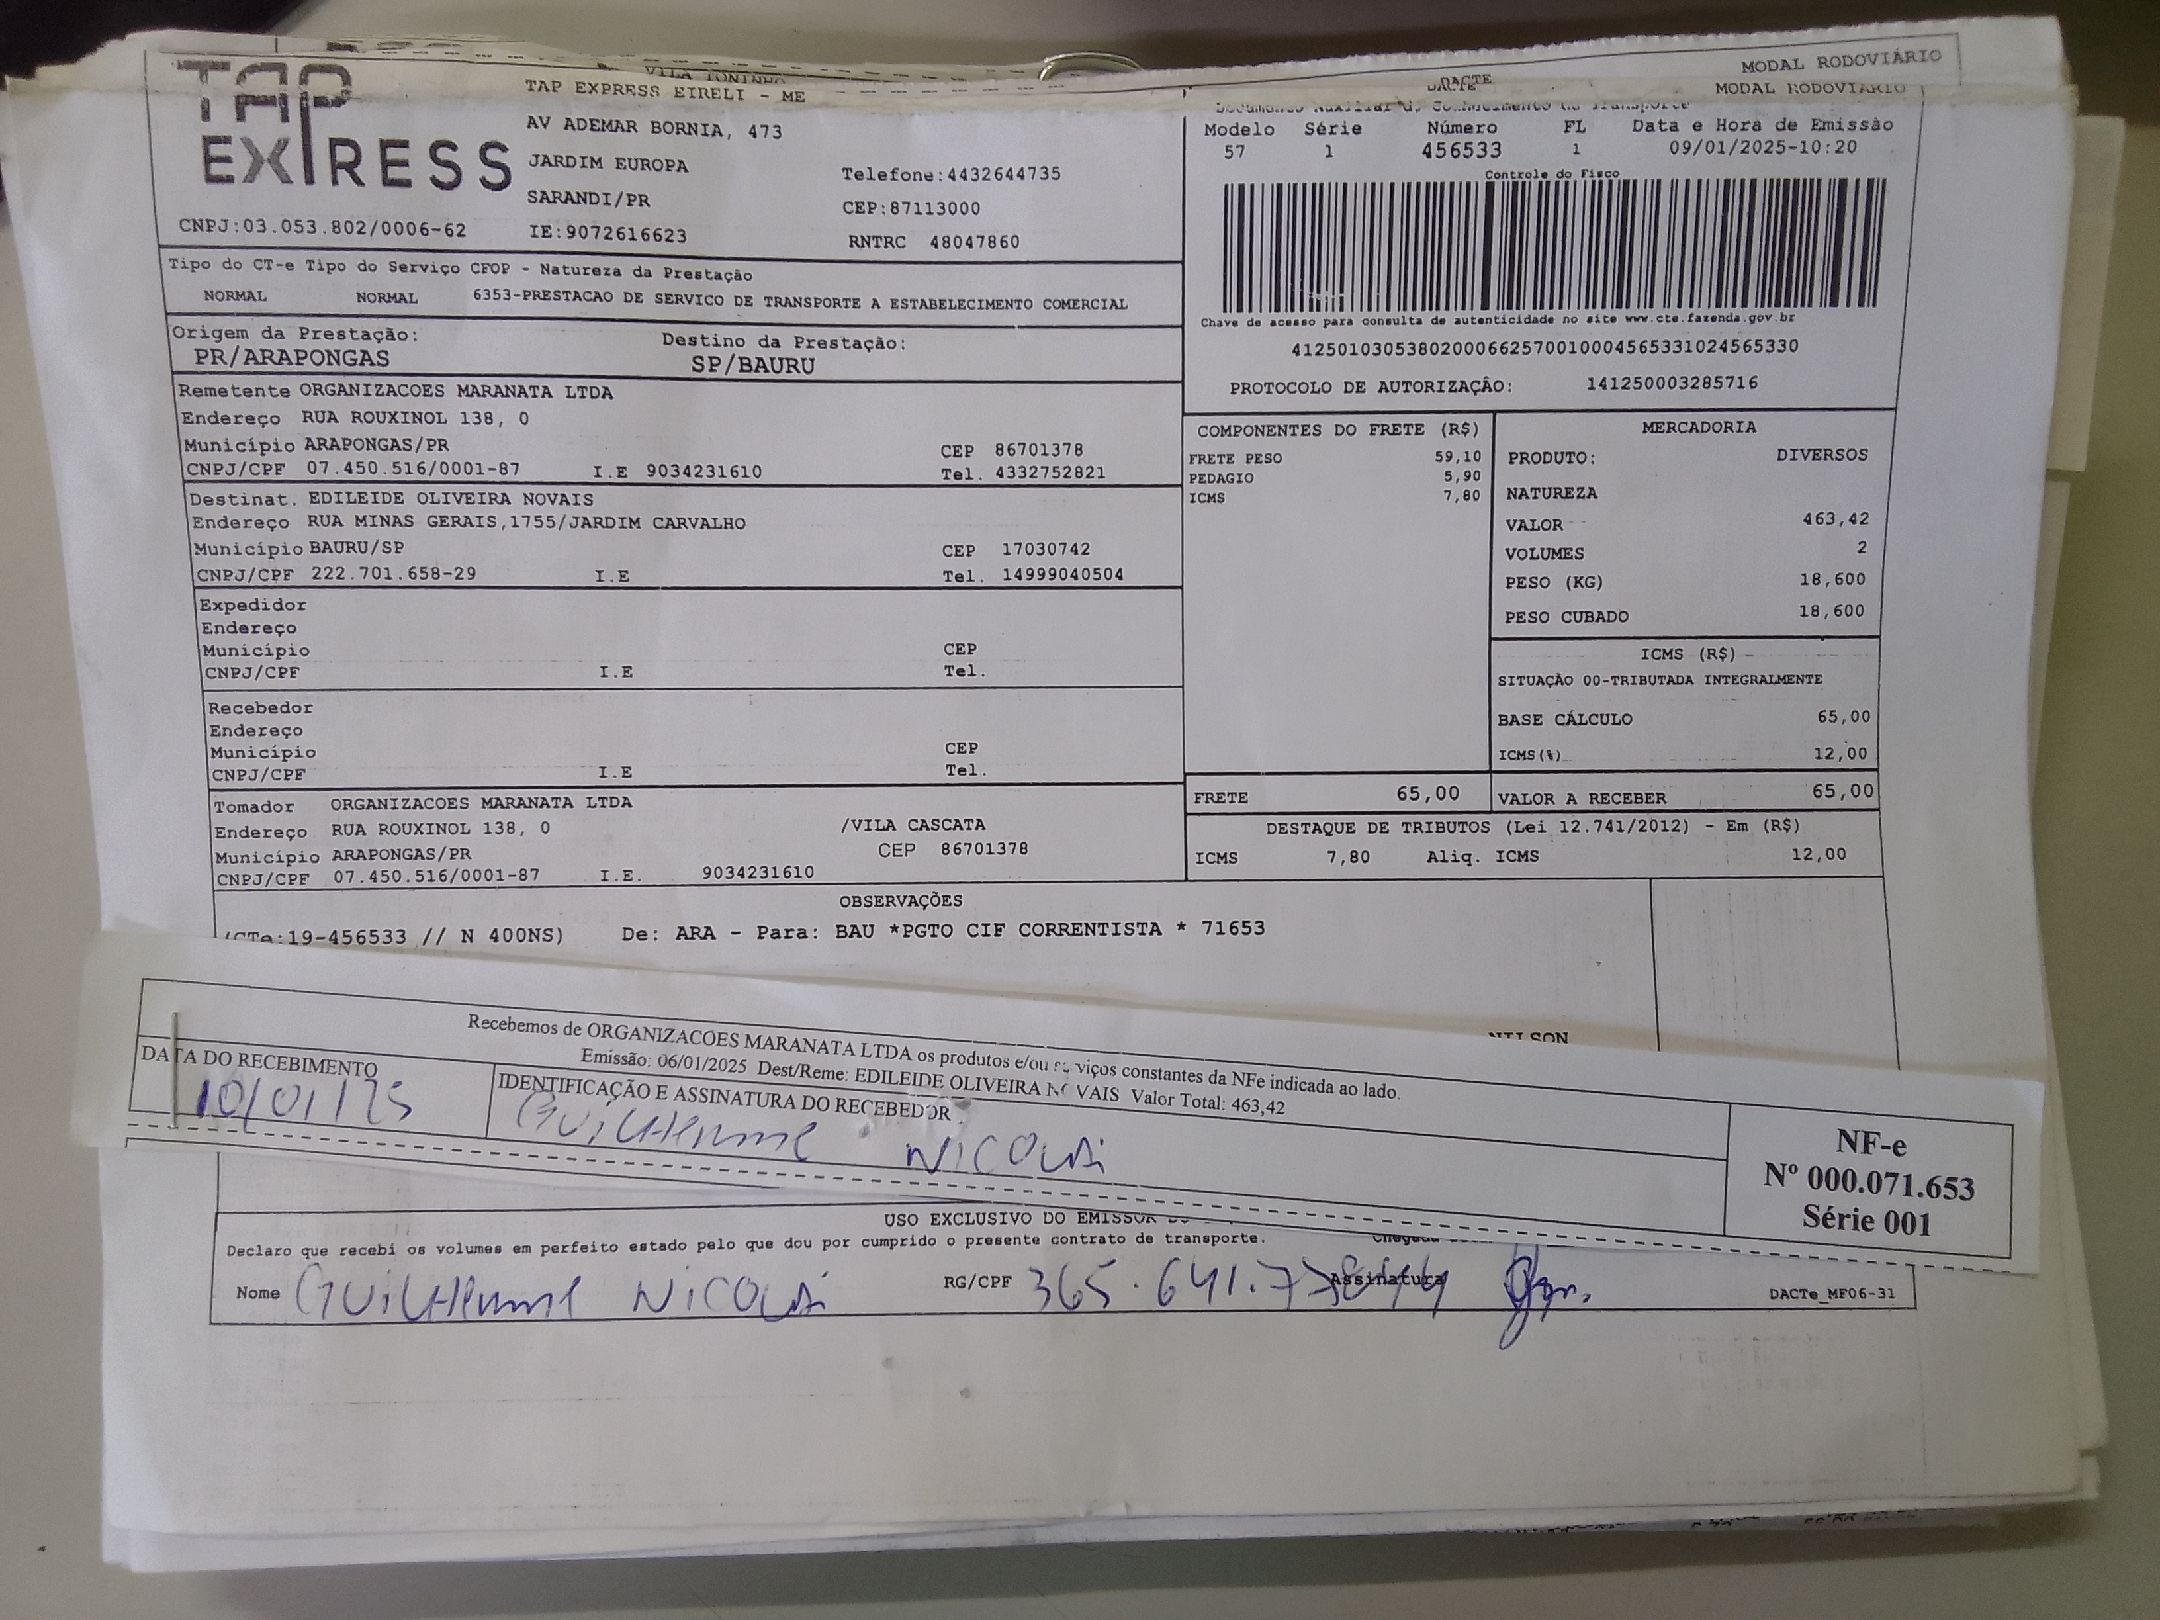 MODAL RODOVIÁRIO
TAP EXPRESS
VILA TONINHO
TAP EXPRESS EIRELI - ME
AV ADEMAR BORNIA, 473
JARDIM EUROPA
SARANDI/PR
Telefone:4432644735
CEP:87113000
CNPJ:03.053.802/0006-62 IE:9072616623 RNTRC 48047860
DACTE
DACTE
MODAL RODOVIÁRIO
Modelo Série Número FL Data e Hora de Emissão
57 1 456533 1 09/01/2025-10:20
Controle do Fisco
Chave de acesso para consulta de autenticidade no site www.cte.fazenda.gov.br
41250103053802000662570010004565331024565330
PROTOCOLO DE AUTORIZAÇÂO: 141250003285716
Tipo do CT-e Tipo do Serviço CFOP - Natureza da Prestação
NORMAL NORMAL 6353-PRESTACAO DE SERVICO DE TRANSPORTE A ESTABELECIMENTO COMERCIAL
Origem da Prestação: Destino da Prestação:
PR/ARAPONGAS SP/BAURU
Remetente ORGANIZACOES MARANATA LTDA
Endereço RUA ROUXINOL 138, 0
Município ARAPONGAS/PR CEP 86701378
CNPJ/CPF 07.450.516/0001-87 I.E 9034231610 Tel. 4332752821
Destinat. EDILEIDE OLIVEIRA NOVAIS
Endereço RUA MINAS GERAIS,1755/JARDIM CARVALHO
Município BAURU/SP CEP 17030742
CNPJ/CPF 222.701.658-29 I.E Tel. 14999040504
Expedidor
Endereço
Município CEP
CNPJ/CPF I.E Tel.
Recebedor
Endereço
Município CEP
CNPJ/CPF I.E Tel.
Tomador ORGANIZACOES MARANATA LTDA
Endereço RUA ROUXINOL 138, 0 /VILA CASCATA
Município ARAPONGAS/PR CEP 86701378
CNPJ/CPF 07.450.516/0001-87 I.E. 9034231610
COMPONENTES DO FRETE (R$)
FRETE PESO 59,10
PEDAGIO 5,90
ICMS 7,80
MERCADORIA
PRODUTO: DIVERSOS
NATUREZA
VALOR 463,42
VOLUMES 2
PESO (KG) 18,600
PESO CUBADO 18,600
ICMS (R$)
SITUAÇÃO 00-TRIBUTADA INTEGRALMENTE
BASE CÁLCULO 65,00
ICMS(%) 12,00
FRETE 65,00 VALOR A RECEBER 65,00
DESTAQUE DE TRIBUTOS (Lei 12.741/2012) - Em (R$)
ICMS 7,80 Aliq. ICMS 12,00
OBSERVAÇÕES
(CTe:19-456533 // N 400NS) De: ARA - Para: BAU *PGTO CIF CORRENTISTA * 71653
NILSON
Recebemos de ORGANIZACOES MARANATA LTDA os produtos e/ou serviços constantes da NFe indicada ao lado.
Emissão: 06/01/2025 Dest/Reme: EDILEIDE OLIVEIRA NOVAIS Valor Total: 463,42
DATA DO RECEBIMENTO
10/01/25
IDENTIFICAÇÃO E ASSINATURA DO RECEBEDOR
GUILHERME NICOLAI
NF-e
Nº 000.071.653
Série 001
USO EXCLUSIVO DO EMISSOR
Declaro que recebi os volumes em perfeito estado pelo que dou por cumprido o presente contrato de transporte.
Nome GUILHERME NICOLAI RG/CPF 365.641.778 Assinatura
DACTe_MF06-31